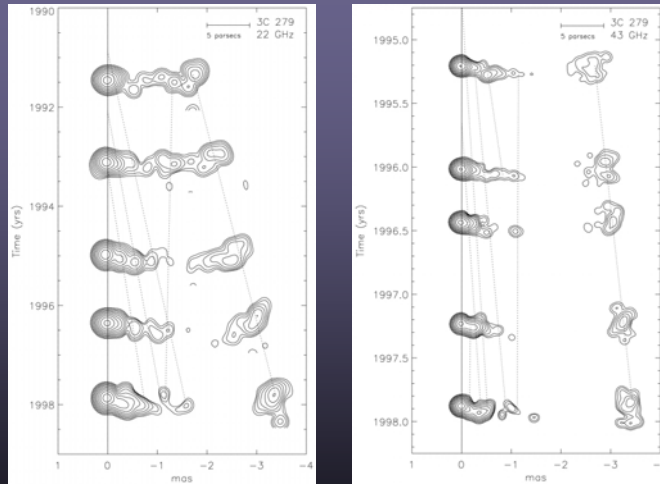 1990
3C 279
5 parsecs
22 GHz
1992
1994
1996
1998
Time (yrs)
1
0
−1
−2
−3
−4
mas
1995.0
3C 279
5 parsecs
43 GHz
1995.5
1996.0
1996.5
1997.0
1997.5
1998.0
Time (yrs)
1
0
−1
−2
−3
−4
mas